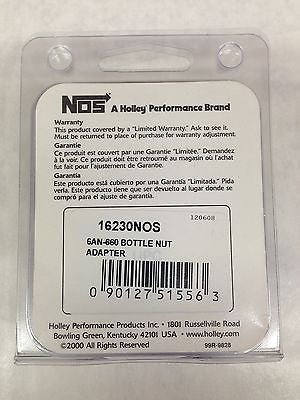 NOS A Holley Performance Brand
Warranty
This product covered by a "Limited Warranty." Ask to see it.
Must be returned to place of purchase for warranty adjustment.
Garantie
Ce produit est couvert par une Garantie "Limitée." Demandez
à la voir. Ce produit doit être retourné au magasin où l'achat
fut fait pour l'ajustement de garantie.
Garantía
Este producto está cubierto por una Garantía "Limitada." Pida
verla. Este producto deve ser devuelto al lugar donde se
compró para el ajustamiento de garantía.
16230NOS
120608
6AN-660 BOTTLE NUT
ADAPTER
0 90127 51556 3
Holley Performance Products Inc. • 1801 Russellville Road
Bowling Green, Kentucky 42101 USA • www.holley.com
©2000 All Rights Reserved
99R-9828